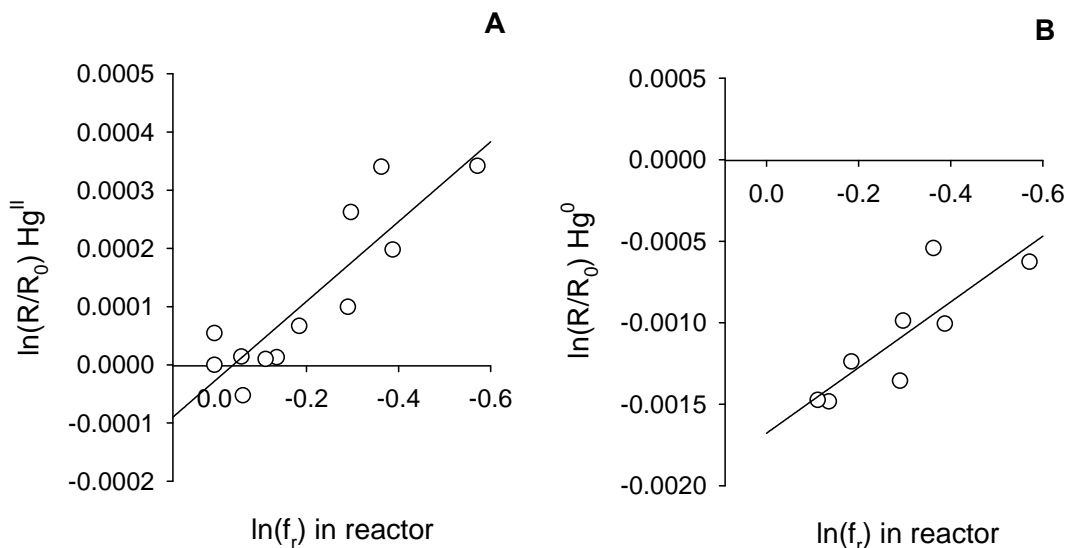 A
0.0005
0.0004
0.0003
0.0002
0.0001
0.0000
-0.0001
-0.0002
0.0 -0.2 -0.4 -0.6
ln(R/R0) HgII
ln(fr) in reactor
B
0.0005
0.0000
-0.0005
-0.0010
-0.0015
-0.0020
0.0 -0.2 -0.4 -0.6
ln(R/R0) Hg0
ln(fr) in reactor